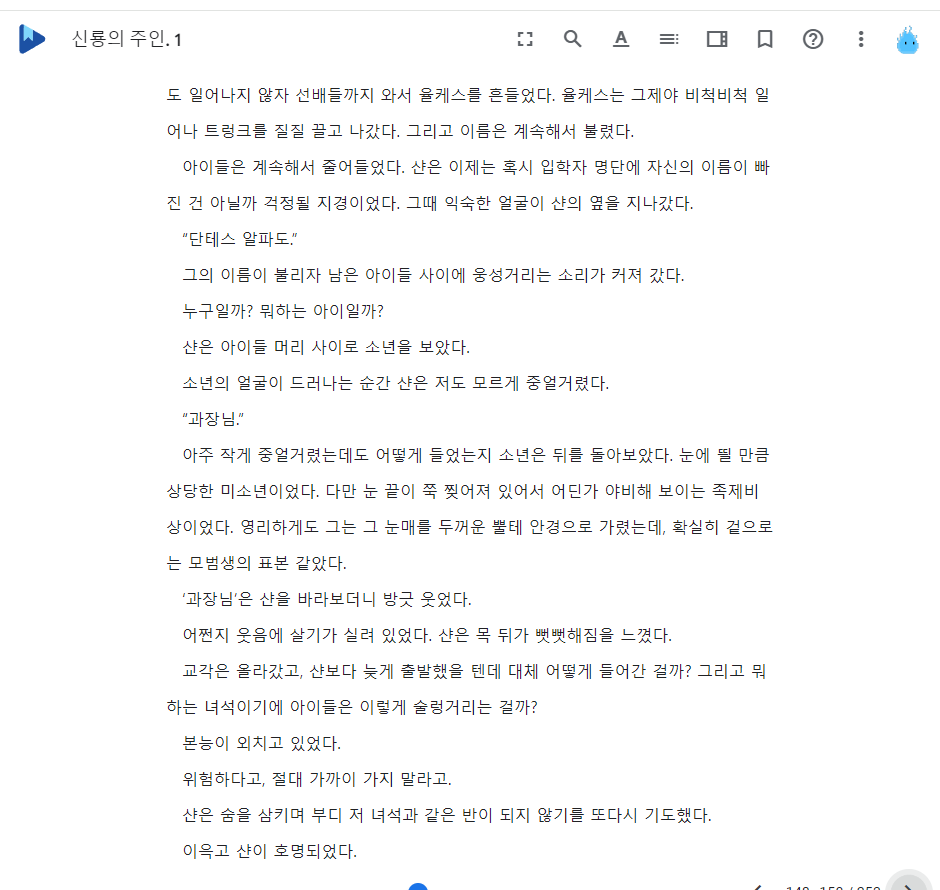 신룡의 주인. 1
도 일어나지 않자 선배들까지 와서 율케스를 흔들었다. 율케스는 그제야 비척비척 일
어나 트렁크를 질질 끌고 나갔다. 그리고 이름은 계속해서 불렸다.
아이들은 계속해서 줄어들었다. 샨은 이제는 혹시 입학자 명단에 자신의 이름이 빠
진 건 아닐까 걱정될 지경이었다. 그때 익숙한 얼굴이 샨의 옆을 지나갔다.
“단테스 알파도.”
그의 이름이 불리자 남은 아이들 사이에 웅성거리는 소리가 커져 갔다.
누구일까? 뭐하는 아이일까?
샨은 아이들 머리 사이로 소년을 보았다.
소년의 얼굴이 드러나는 순간 샨은 저도 모르게 중얼거렸다.
“과장님.”
아주 작게 중얼거렸는데도 어떻게 들었는지 소년은 뒤를 돌아보았다. 눈에 띌 만큼
상당한 미소년이었다. 다만 눈 끝이 쭉 찢어져 있어서 어딘가 야비해 보이는 족제비
상이었다. 영리하게도 그는 그 눈매를 두꺼운 뿔테 안경으로 가렸는데, 확실히 겉으로
는 모범생의 표본 같았다.
‘과장님’은 샨을 바라보더니 방긋 웃었다.
어쩐지 웃음에 살기가 실려 있었다. 샨은 목 뒤가 뻣뻣해짐을 느꼈다.
교각은 올라갔고, 샨보다 늦게 출발했을 텐데 대체 어떻게 들어간 걸까? 그리고 뭐
하는 녀석이기에 아이들은 이렇게 술렁거리는 걸까?
본능이 외치고 있었다.
위험하다고, 절대 가까이 가지 말라고.
샨은 숨을 삼키며 부디 저 녀석과 같은 반이 되지 않기를 또다시 기도했다.
이윽고 샨이 호명되었다.